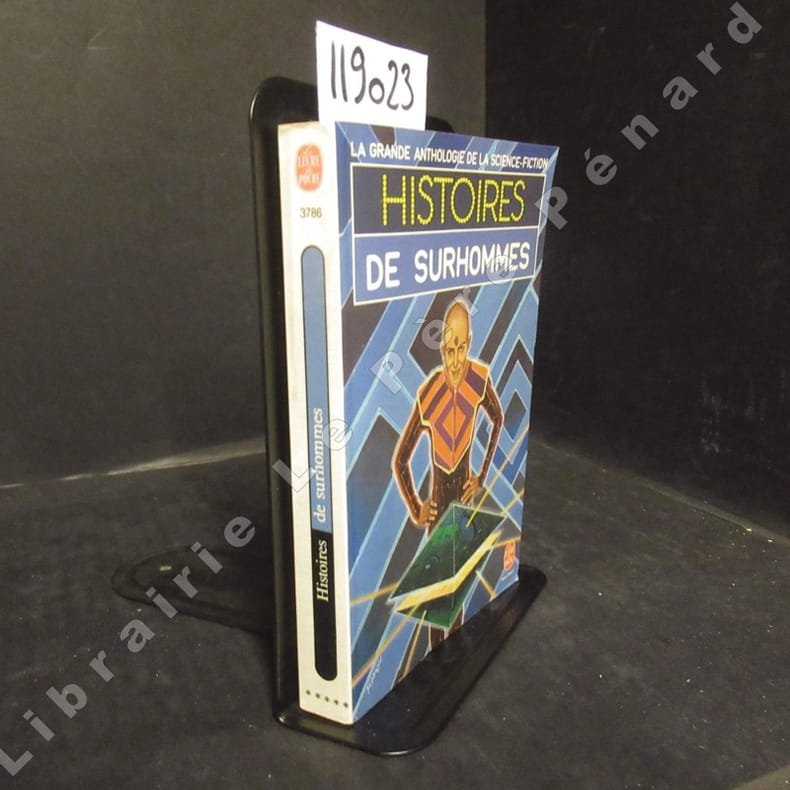 119023
LE LIVRE
DE POCHE
3786
Histoires de surhommes
*****
LA GRANDE ANTHOLOGIE DE LA SCIENCE-FICTION
HISTOIRES
DE SURHOMMES
Librairie Le Père Pénard